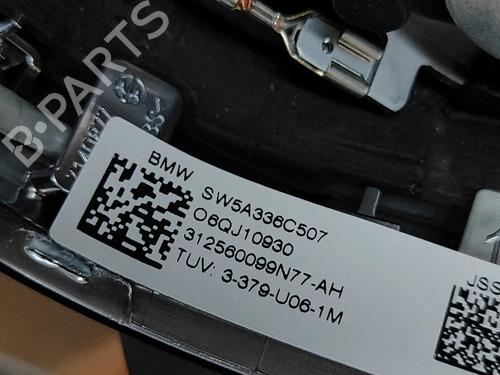 B-PARTS
BMW
SW5A336C507
O6QJ10930
312560099N77-AH
TUV: 3-379-U06-1M
JSS